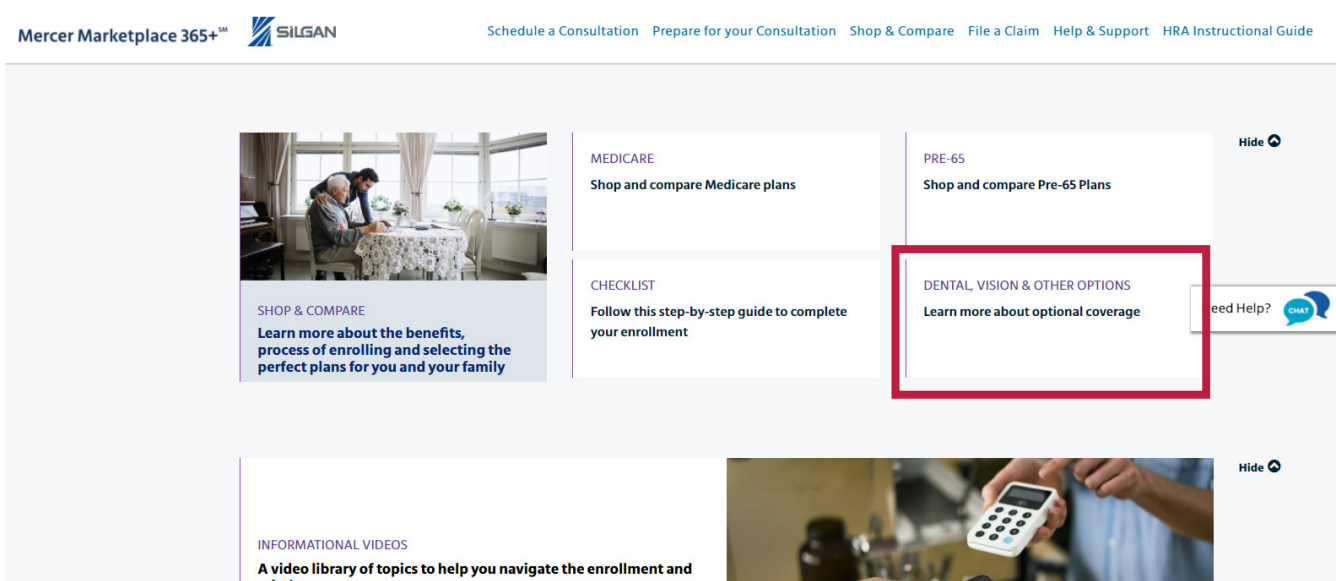 Mercer Marketplace 365+℠
SILGAN
Schedule a Consultation Prepare for your Consultation Shop & Compare File a Claim Help & Support HRA Instructional Guide
Hide
MEDICARE
Shop and compare Medicare plans
PRE-65
Shop and compare Pre-65 Plans
SHOP & COMPARE
Learn more about the benefits,
process of enrolling and selecting the
perfect plans for you and your family
CHECKLIST
Follow this step-by-step guide to complete
your enrollment
DENTAL, VISION & OTHER OPTIONS
Learn more about optional coverage
eed Help?
CHAT
Hide
INFORMATIONAL VIDEOS
A video library of topics to help you navigate the enrollment and